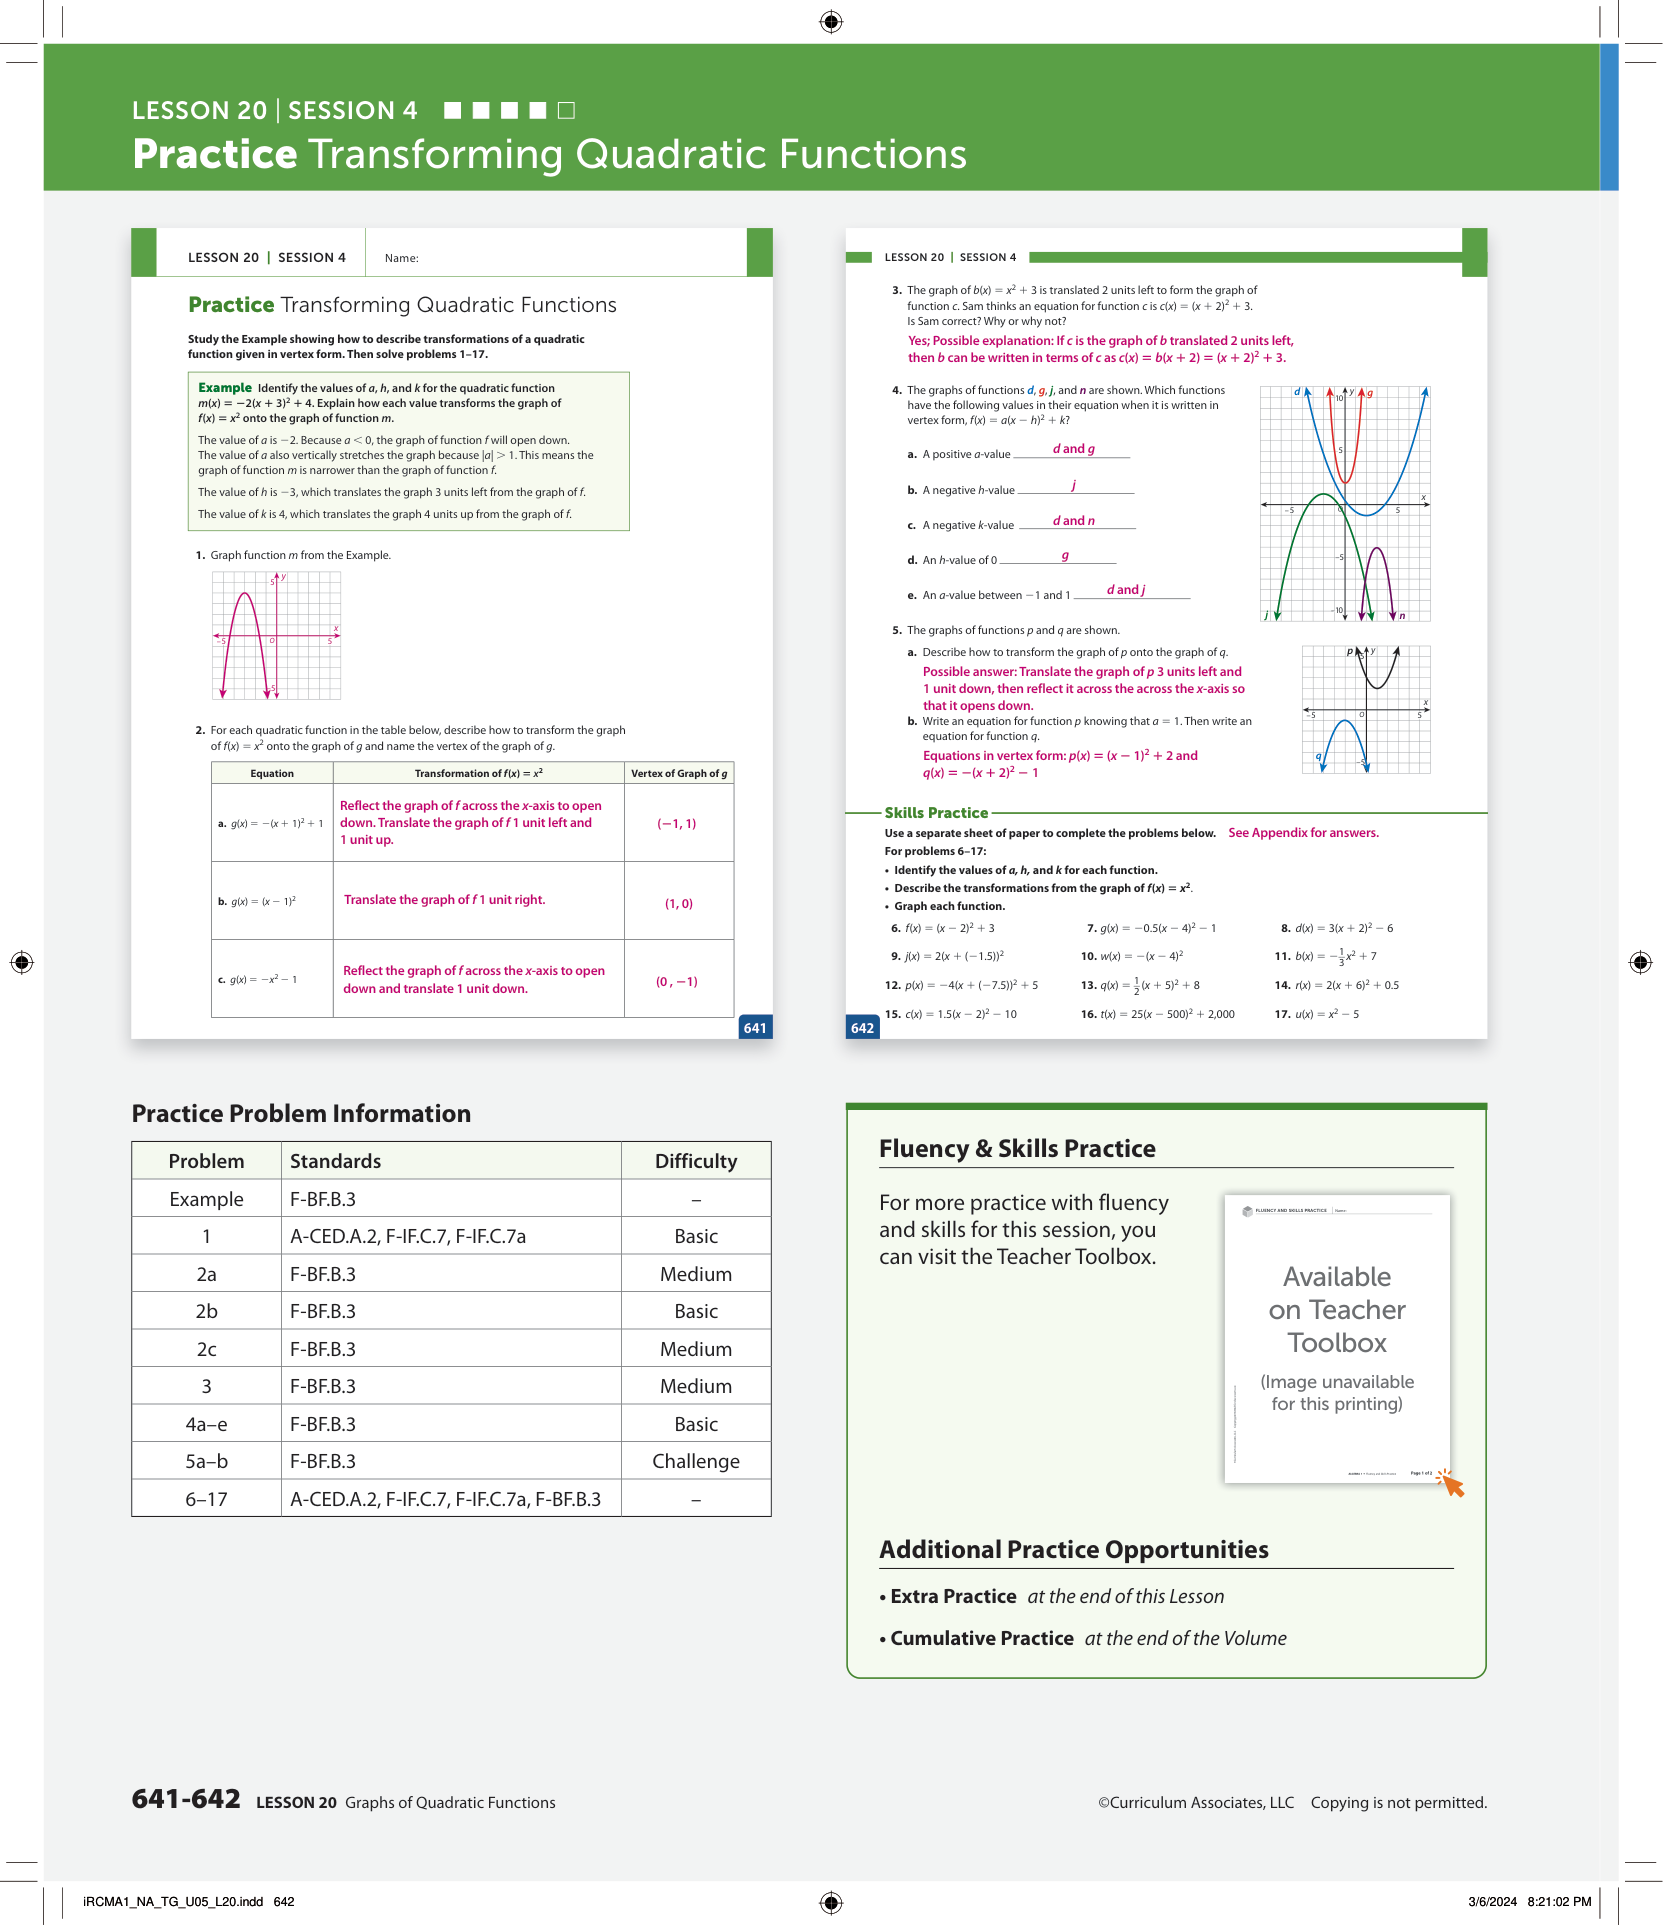 LESSON 20 | SESSION 4
Practice Transforming Quadratic Functions
LESSON 20 | SESSION 4
Name:
Practice Transforming Quadratic Functions
Study the Example showing how to describe transformations of a quadratic
function given in vertex form. Then solve problems 1–17.
Example Identify the values of a, h, and k for the quadratic function
m(x) = −2(x + 3)² + 4. Explain how each value transforms the graph of
f(x) = x² onto the graph of function m.
The value of a is −2. Because a < 0, the graph of function f will open down.
The value of a also vertically stretches the graph because |a| > 1. This means the
graph of function m is narrower than the graph of function f.
The value of h is −3, which translates the graph 3 units left from the graph of f.
The value of k is 4, which translates the graph 4 units up from the graph of f.
1. Graph function m from the Example.
5 y
x
−5 O 5
−5
2. For each quadratic function in the table below, describe how to transform the graph
of f(x) = x² onto the graph of g and name the vertex of the graph of g.
Equation Transformation of f(x) = x² Vertex of Graph of g
a. g(x) = −(x + 1)² + 1
Reflect the graph of f across the x-axis to open
down. Translate the graph of f 1 unit left and
1 unit up.
(−1, 1)
b. g(x) = (x − 1)²
Translate the graph of f 1 unit right.
(1, 0)
c. g(x) = −x² − 1
Reflect the graph of f across the x-axis to open
down and translate 1 unit down.
(0 , −1)
641
LESSON 20 | SESSION 4
3. The graph of b(x) = x² + 3 is translated 2 units left to form the graph of
function c. Sam thinks an equation for function c is c(x) = (x + 2)² + 3.
Is Sam correct? Why or why not?
Yes; Possible explanation: If c is the graph of b translated 2 units left,
then b can be written in terms of c as c(x) = b(x + 2) = (x + 2)² + 3.
4. The graphs of functions d, g, j, and n are shown. Which functions
have the following values in their equation when it is written in
vertex form, f(x) = a(x − h)² + k?
a. A positive a-value d and g
b. A negative h-value j
c. A negative k-value d and n
d. An h-value of 0 g
e. An a-value between −1 and 1 d and j
d 10 y g
5
x
−5 O 5
−5
−10
j n
5. The graphs of functions p and q are shown.
a. Describe how to transform the graph of p onto the graph of q.
Possible answer: Translate the graph of p 3 units left and
1 unit down, then reflect it across the across the x-axis so
that it opens down.
b. Write an equation for function p knowing that a = 1. Then write an
equation for function q.
Equations in vertex form: p(x) = (x − 1)² + 2 and
q(x) = −(x + 2)² − 1
p 5 y
x
−5 O 5
q −5
Skills Practice
Use a separate sheet of paper to complete the problems below. See Appendix for answers.
For problems 6–17:
• Identify the values of a, h, and k for each function.
• Describe the transformations from the graph of f(x) = x².
• Graph each function.
6. f(x) = (x − 2)² + 3 7. g(x) = −0.5(x − 4)² − 1 8. d(x) = 3(x + 2)² − 6
9. j(x) = 2(x + (−1.5))² 10. w(x) = −(x − 4)² 11. b(x) = −1/3x² + 7
12. p(x) = −4(x + (−7.5))² + 5 13. q(x) = 1/2(x + 5)² + 8 14. r(x) = 2(x + 6)² + 0.5
15. c(x) = 1.5(x − 2)² − 10 16. t(x) = 25(x − 500)² + 2,000 17. u(x) = x² − 5
642
Practice Problem Information
Problem Standards Difficulty
Example F-BF.B.3 –
1 A-CED.A.2, F-IF.C.7, F-IF.C.7a Basic
2a F-BF.B.3 Medium
2b F-BF.B.3 Basic
2c F-BF.B.3 Medium
3 F-BF.B.3 Medium
4a–e F-BF.B.3 Basic
5a–b F-BF.B.3 Challenge
6–17 A-CED.A.2, F-IF.C.7, F-IF.C.7a, F-BF.B.3 –
Fluency & Skills Practice
For more practice with fluency
and skills for this session, you
can visit the Teacher Toolbox.
FLUENCY AND SKILLS PRACTICE | Name:
Available
on Teacher
Toolbox
(Image unavailable
for this printing)
Page 1 of 2
Additional Practice Opportunities
• Extra Practice at the end of this Lesson
• Cumulative Practice at the end of the Volume
641-642 LESSON 20 Graphs of Quadratic Functions
©Curriculum Associates, LLC Copying is not permitted.
iRCMA1_NA_TG_U05_L20.indd 642
3/6/2024 8:21:02 PM